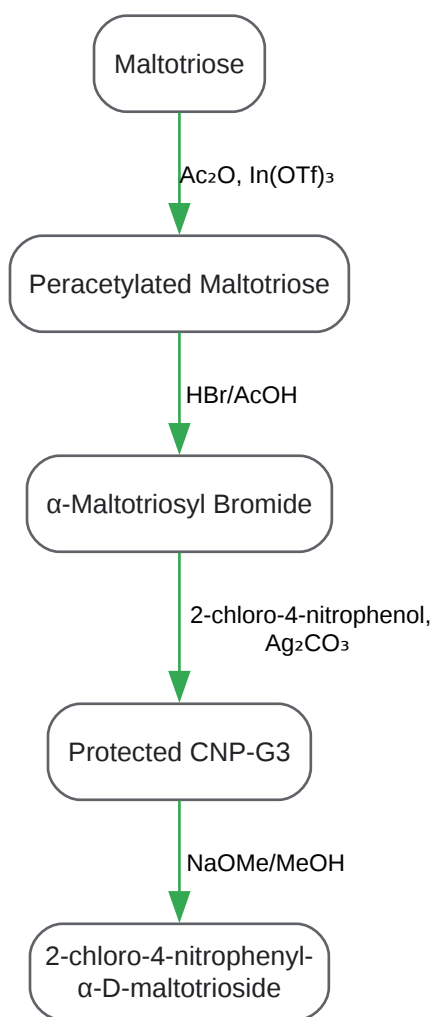 Maltotriose
Ac₂O, In(OTf)₃
Peracetylated Maltotriose
HBr/AcOH
α-Maltotriosyl Bromide
2-chloro-4-nitrophenol,
Ag₂CO₃
Protected CNP-G3
NaOMe/MeOH
2-chloro-4-nitrophenyl-
α-D-maltotrioside